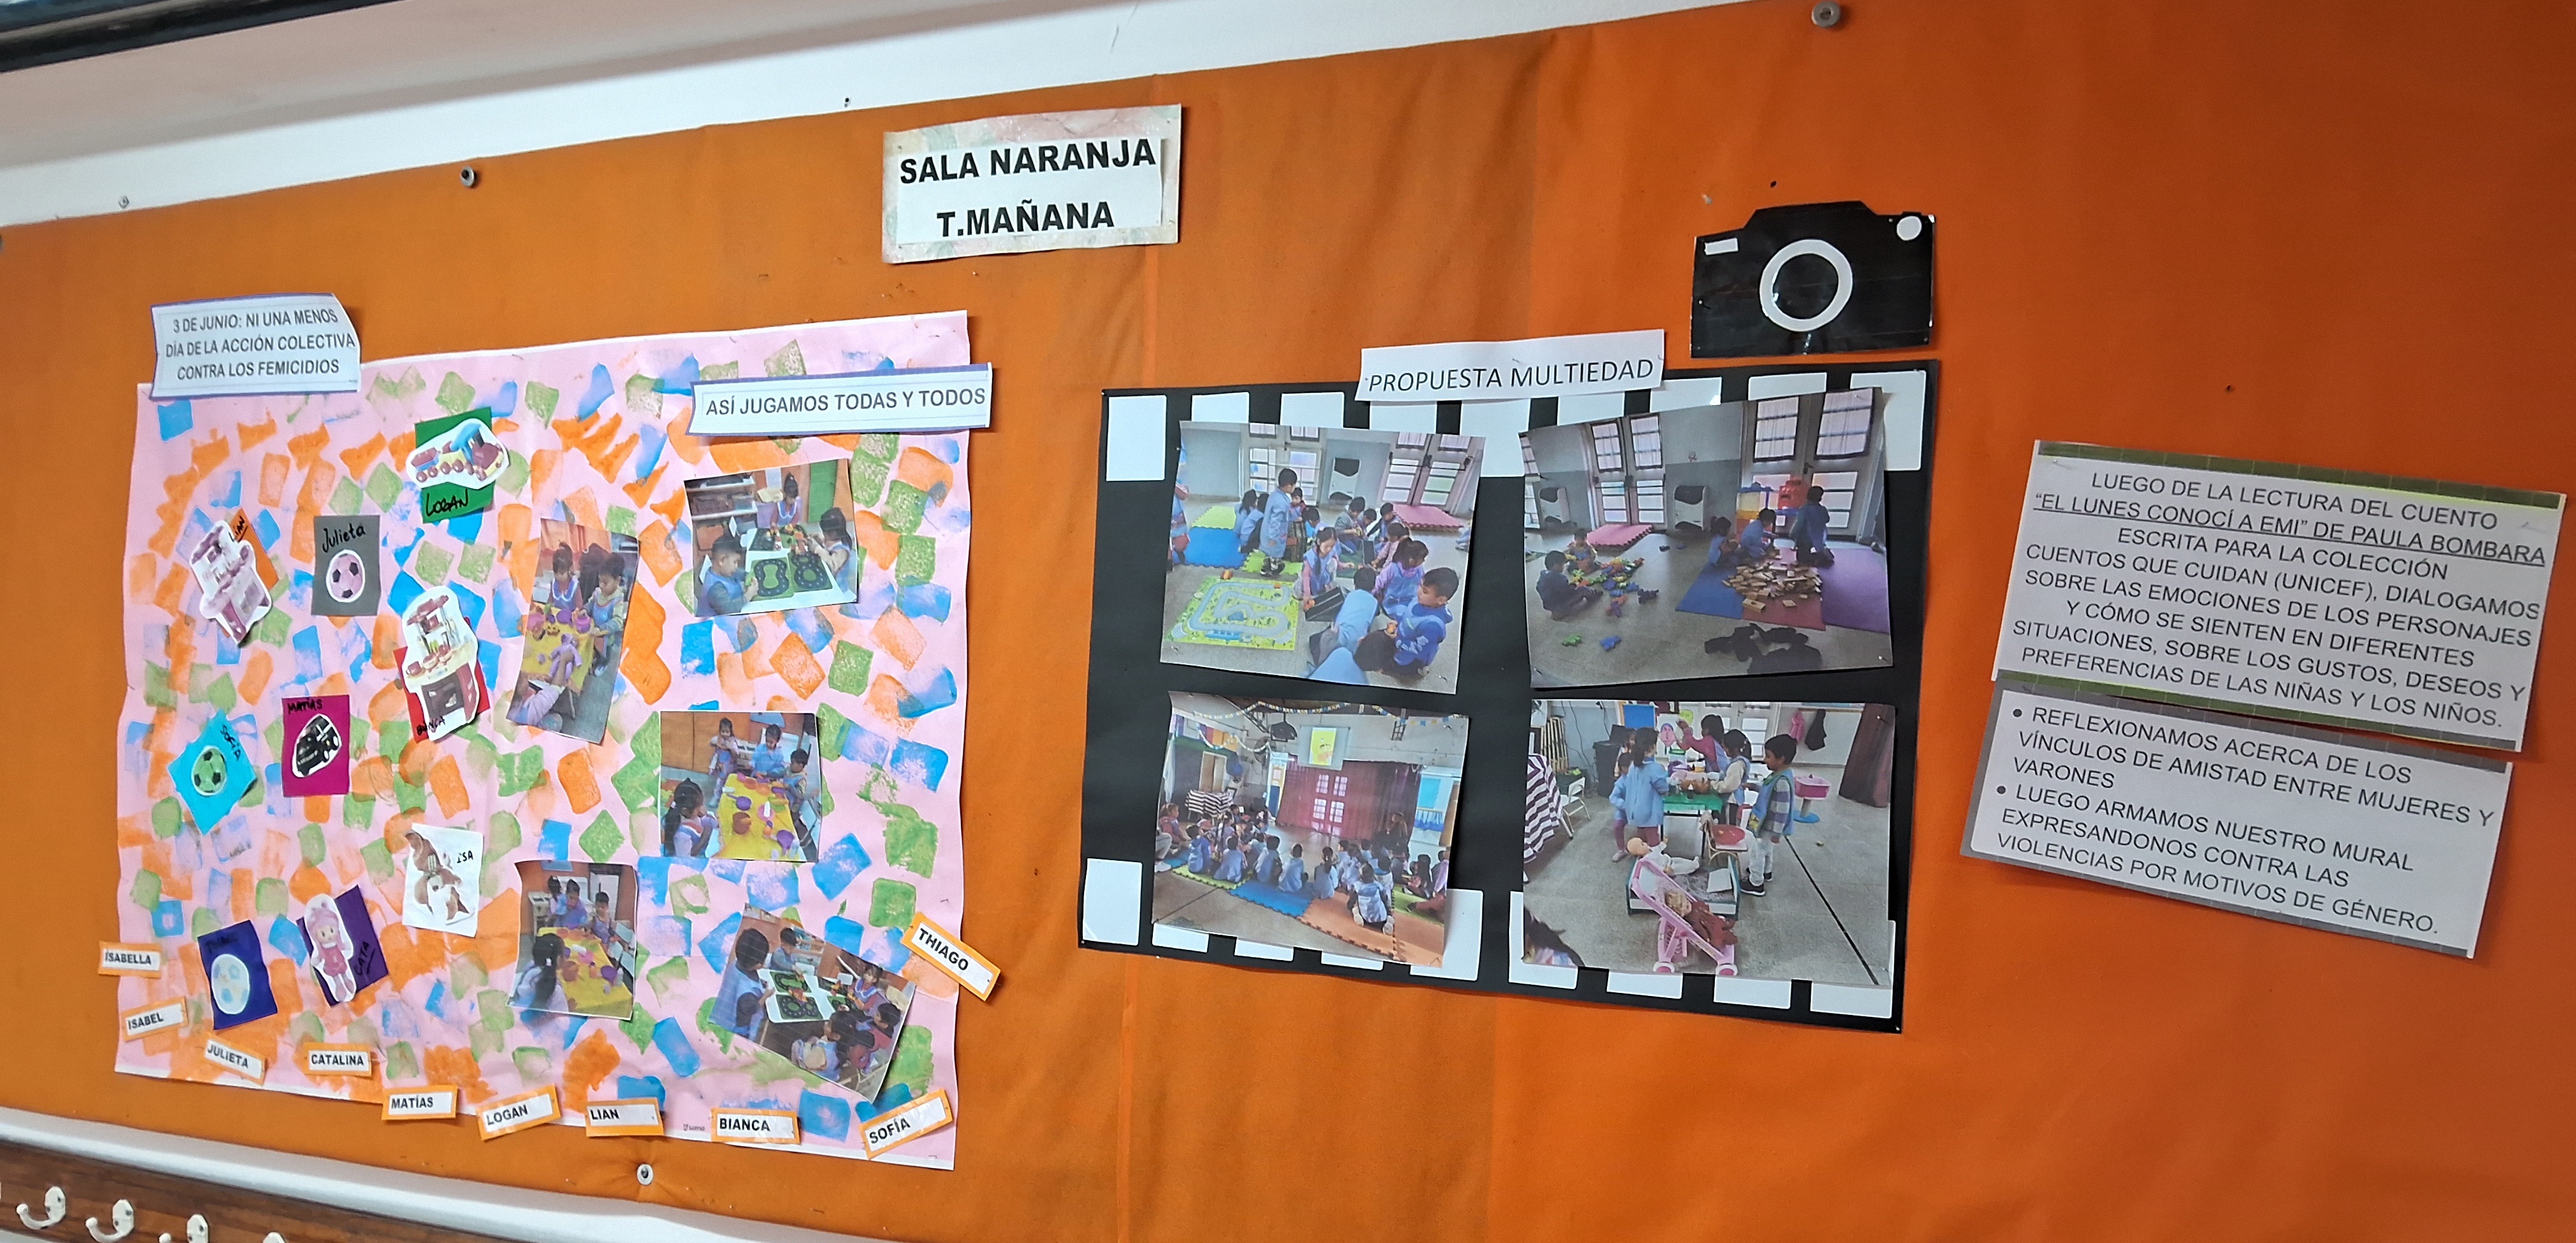 SALA NARANJA
T.MAÑANA
3 DE JUNIO: NI UNA MENOS
DÍA DE LA ACCIÓN COLECTIVA
CONTRA LOS FEMICIDIOS
ASÍ JUGAMOS TODAS Y TODOS
LOGAN
LIAN
Julieta
BIANCA
MATÍAS
SOFIA
ISA
CATA
ISABELLA
ISABEL
JULIETA
CATALINA
MATÍAS
LOGAN
LIAN
BIANCA
SOFÍA
THIAGO
PROPUESTA MULTIEDAD
LUEGO DE LA LECTURA DEL CUENTO
"EL LUNES CONOCÍ A EMI" DE PAULA BOMBARA
ESCRITA PARA LA COLECCIÓN
CUENTOS QUE CUIDAN (UNICEF), DIALOGAMOS
SOBRE LAS EMOCIONES DE LOS PERSONAJES
Y CÓMO SE SIENTEN EN DIFERENTES
SITUACIONES, SOBRE LOS GUSTOS, DESEOS Y
PREFERENCIAS DE LAS NIÑAS Y LOS NIÑOS.
• REFLEXIONAMOS ACERCA DE LOS
VÍNCULOS DE AMISTAD ENTRE MUJERES Y
VARONES
• LUEGO ARMAMOS NUESTRO MURAL
EXPRESANDONOS CONTRA LAS
VIOLENCIAS POR MOTIVOS DE GÉNERO.